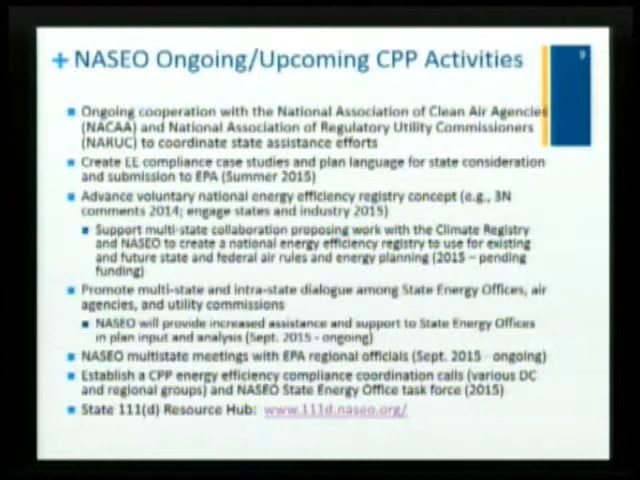 + NASEO Ongoing/Upcoming CPP Activities
9
Ongoing cooperation with the National Association of Clean Air Agencies
(NACAA) and National Association of Regulatory Utility Commissioners
(NARUC) to coordinate state assistance efforts
Create EE compliance case studies and plan language for state consideration
and submission to EPA (Summer 2015)
Advance voluntary national energy efficiency registry concept (e.g., 3N
comments 2014; engage states and industry 2015)
Support multi-state collaboration proposing work with the Climate Registry
and NASEO to create a national energy efficiency registry to use for existing
and future state and federal air rules and energy planning (2015 – pending
funding)
Promote multi-state and intra-state dialogue among State Energy Offices, air
agencies, and utility commissions
NASEO will provide increased assistance and support to State Energy Offices
in plan input and analysis (Sept. 2015 - ongoing)
NASEO multistate meetings with EPA regional officials (Sept. 2015 - ongoing)
Establish a CPP energy efficiency compliance coordination calls (various DC
and regional groups) and NASEO State Energy Office task force (2015)
State 111(d) Resource Hub: www.111d.naseo.org/